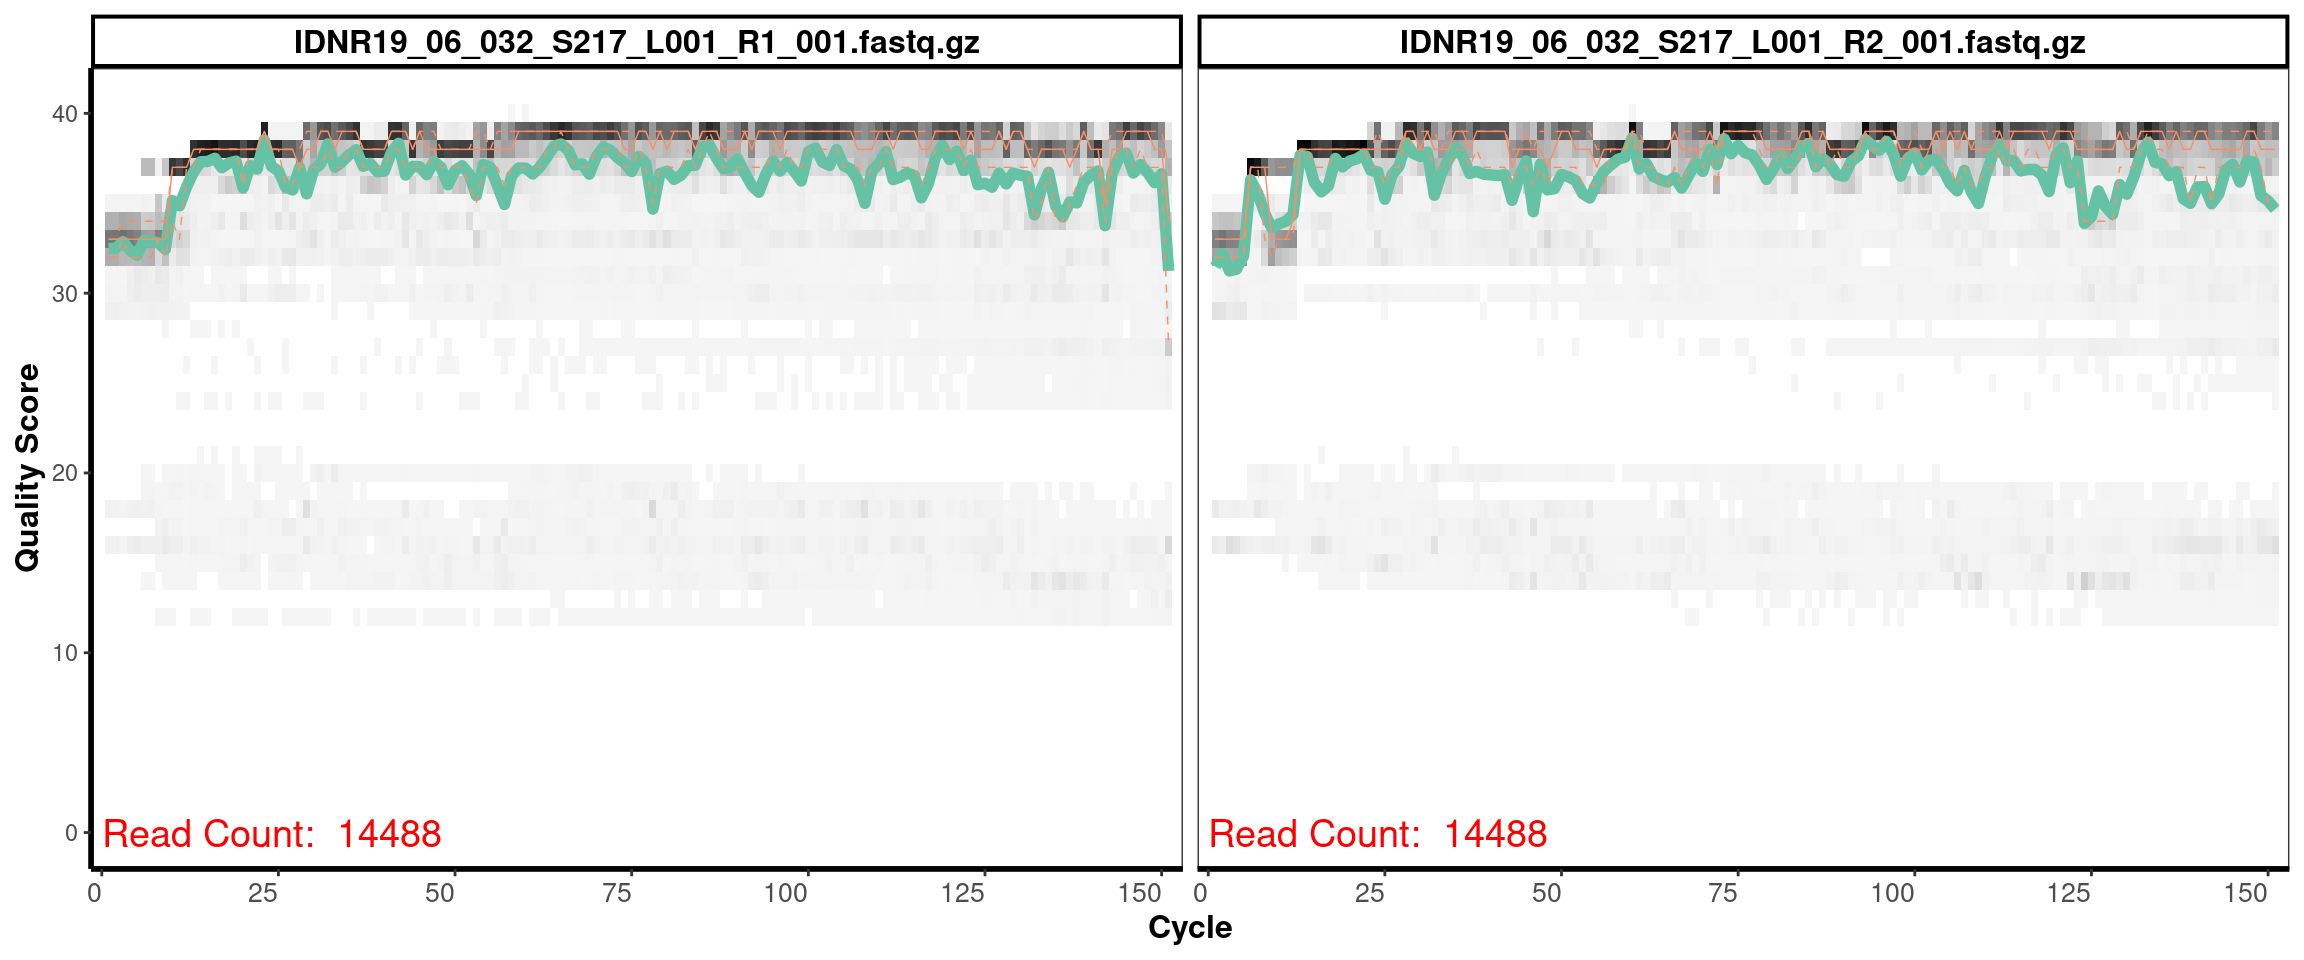 IDNR19_06_032_S217_L001_R1_001.fastq.gz
IDNR19_06_032_S217_L001_R2_001.fastq.gz
Quality Score
40
30
20
10
0
Read Count: 14488
Read Count: 14488
0 25 50 75 100 125 150
0 25 50 75 100 125 150
Cycle